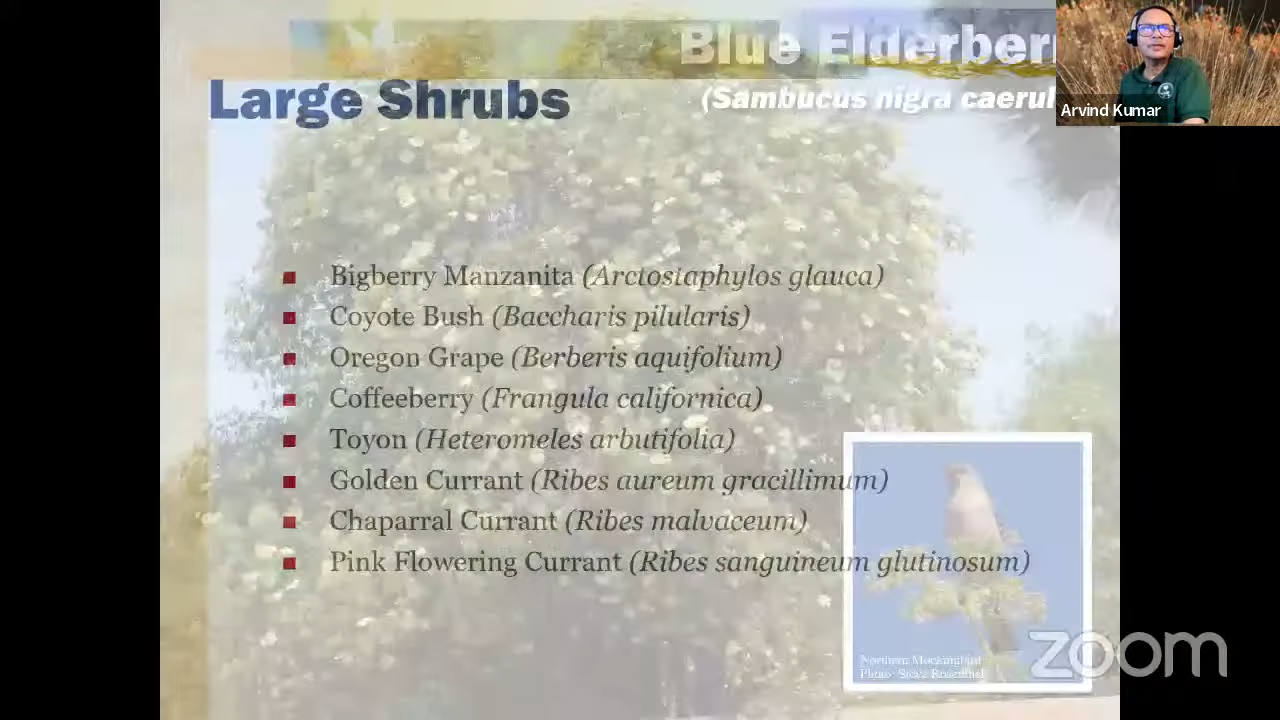 Blue Elderberr
Large Shrubs
(Sambucus nigra caerul
Arvind Kumar
Bigberry Manzanita (Arctostaphylos glauca)
Coyote Bush (Baccharis pilularis)
Oregon Grape (Berberis aquifolium)
Coffeeberry (Frangula californica)
Toyon (Heteromeles arbutifolia)
Golden Currant (Ribes aureum gracillimum)
Chaparral Currant (Ribes malvaceum)
Pink Flowering Currant (Ribes sanguineum glutinosum)
Northern Mockingbird
Photo:
zoom